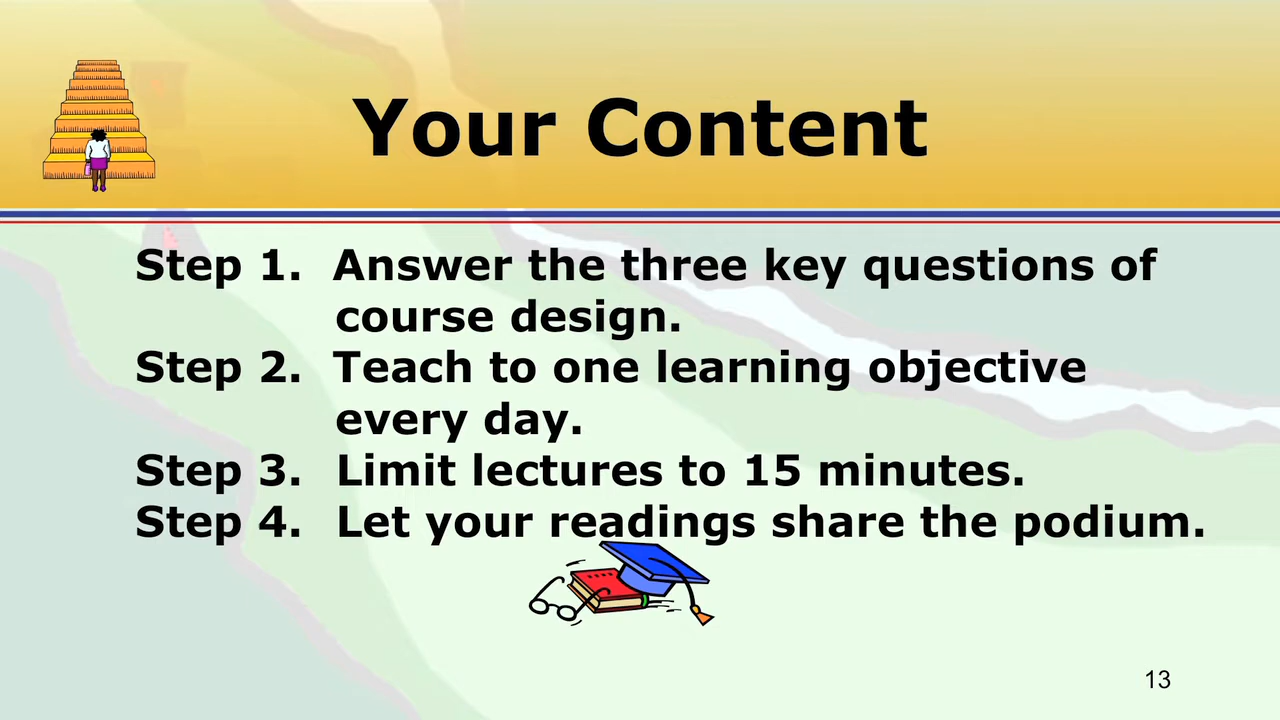 Your Content
Step 1. Answer the three key questions of
course design.
Step 2. Teach to one learning objective
every day.
Step 3. Limit lectures to 15 minutes.
Step 4. Let your readings share the podium.
13